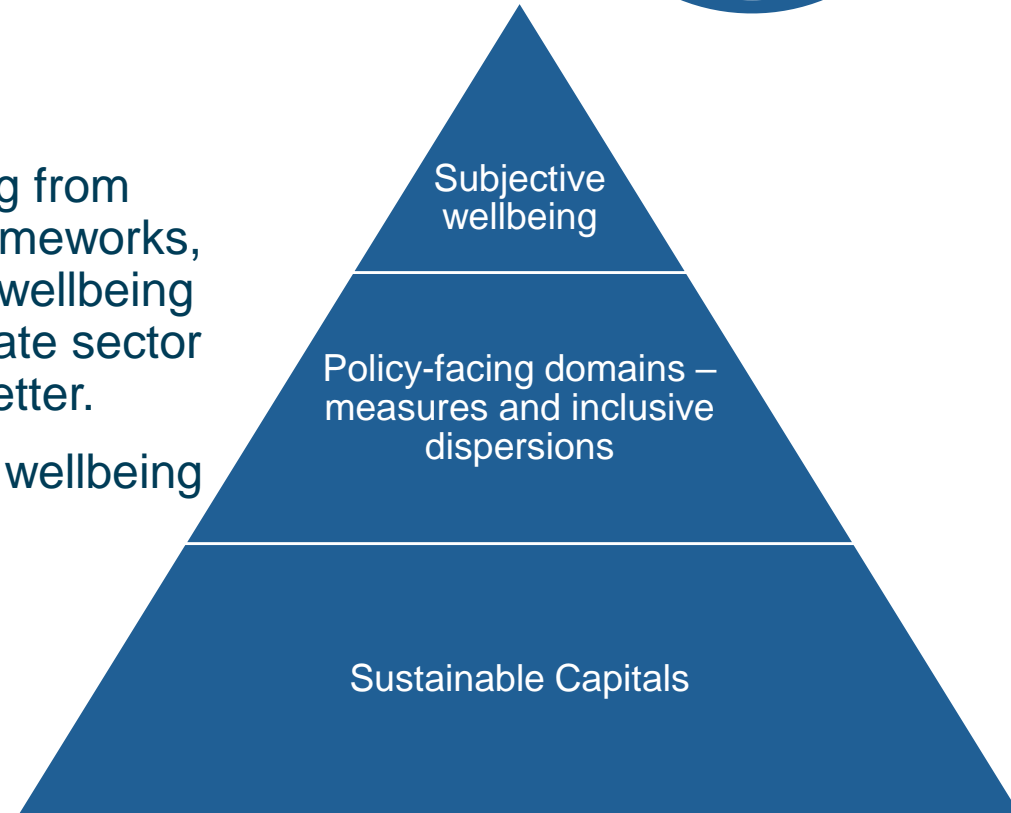 g from
meworks,
wellbeing
ate sector
etter.
wellbeing
Subjective
wellbeing
Policy-facing domains –
measures and inclusive
dispersions
Sustainable Capitals